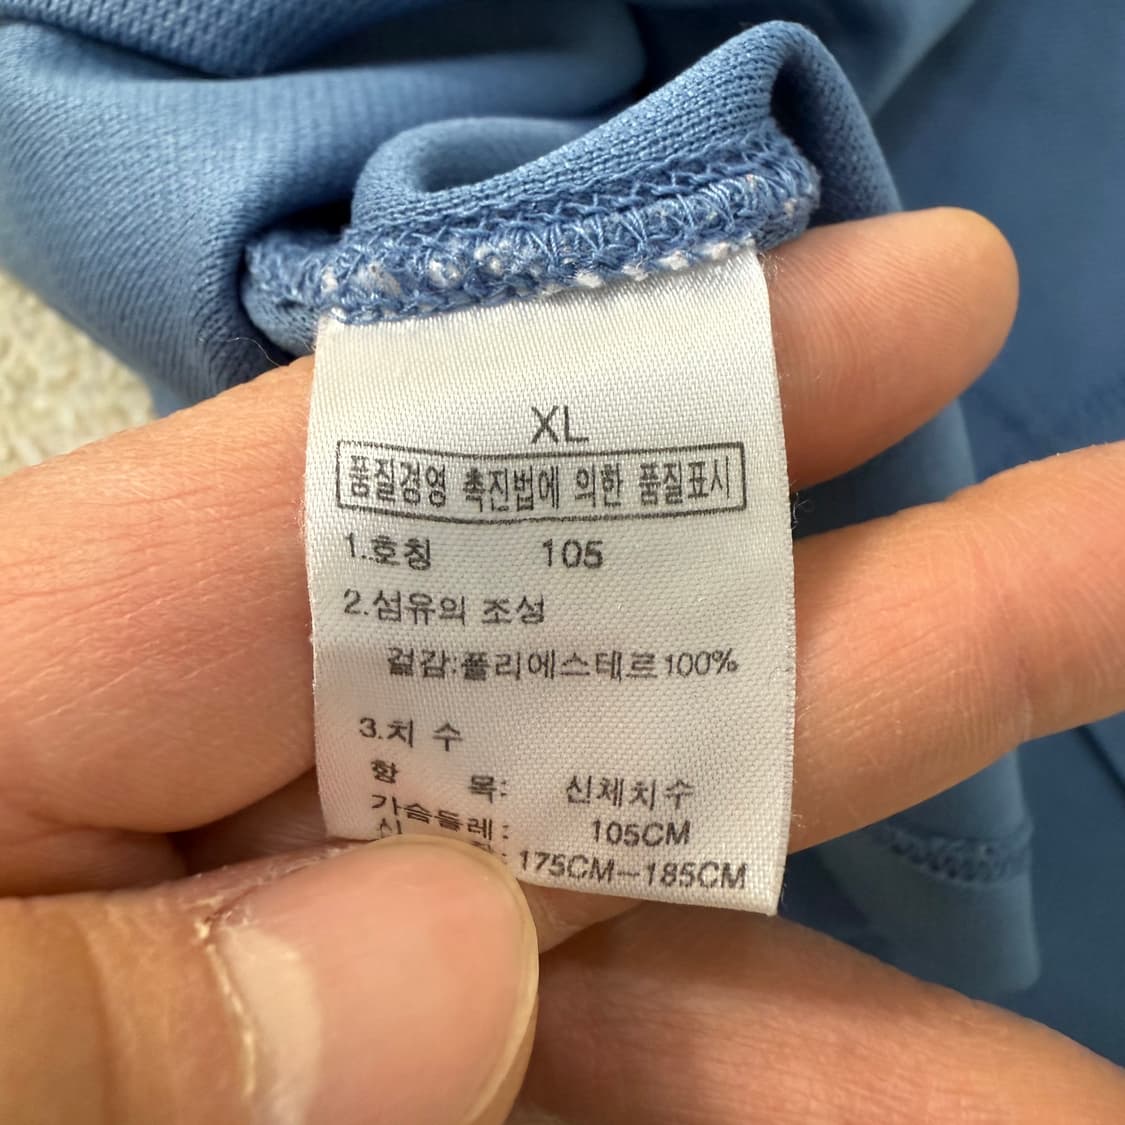 XL
품질경영 촉진법에 의한 품질표시
1.호칭 105
2.섬유의 조성
겉감:폴리에스테르100%
3.치 수
항 목: 신체치수
가슴둘레: 105CM
신 : 175CM-185CM